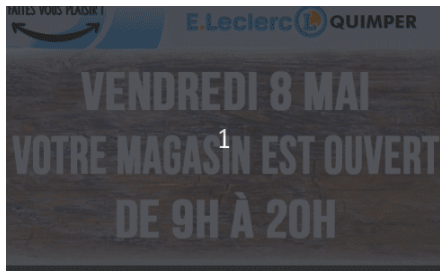 FAITES VOUS PLAISIR !
E.Leclerc L QUIMPER
VENDREDI 8 MAI
1
VOTRE MAGASIN EST OUVERT
DE 9H À 20H